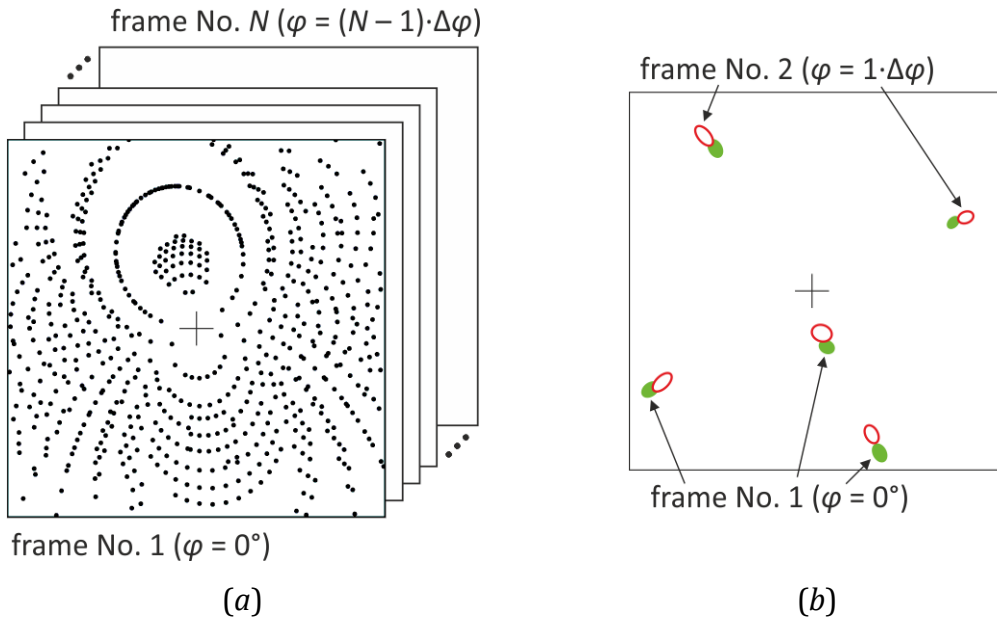 frame No. N (φ = (N – 1)·Δφ)
frame No. 1 (φ = 0°)
(a)
frame No. 2 (φ = 1·Δφ)
frame No. 1 (φ = 0°)
(b)